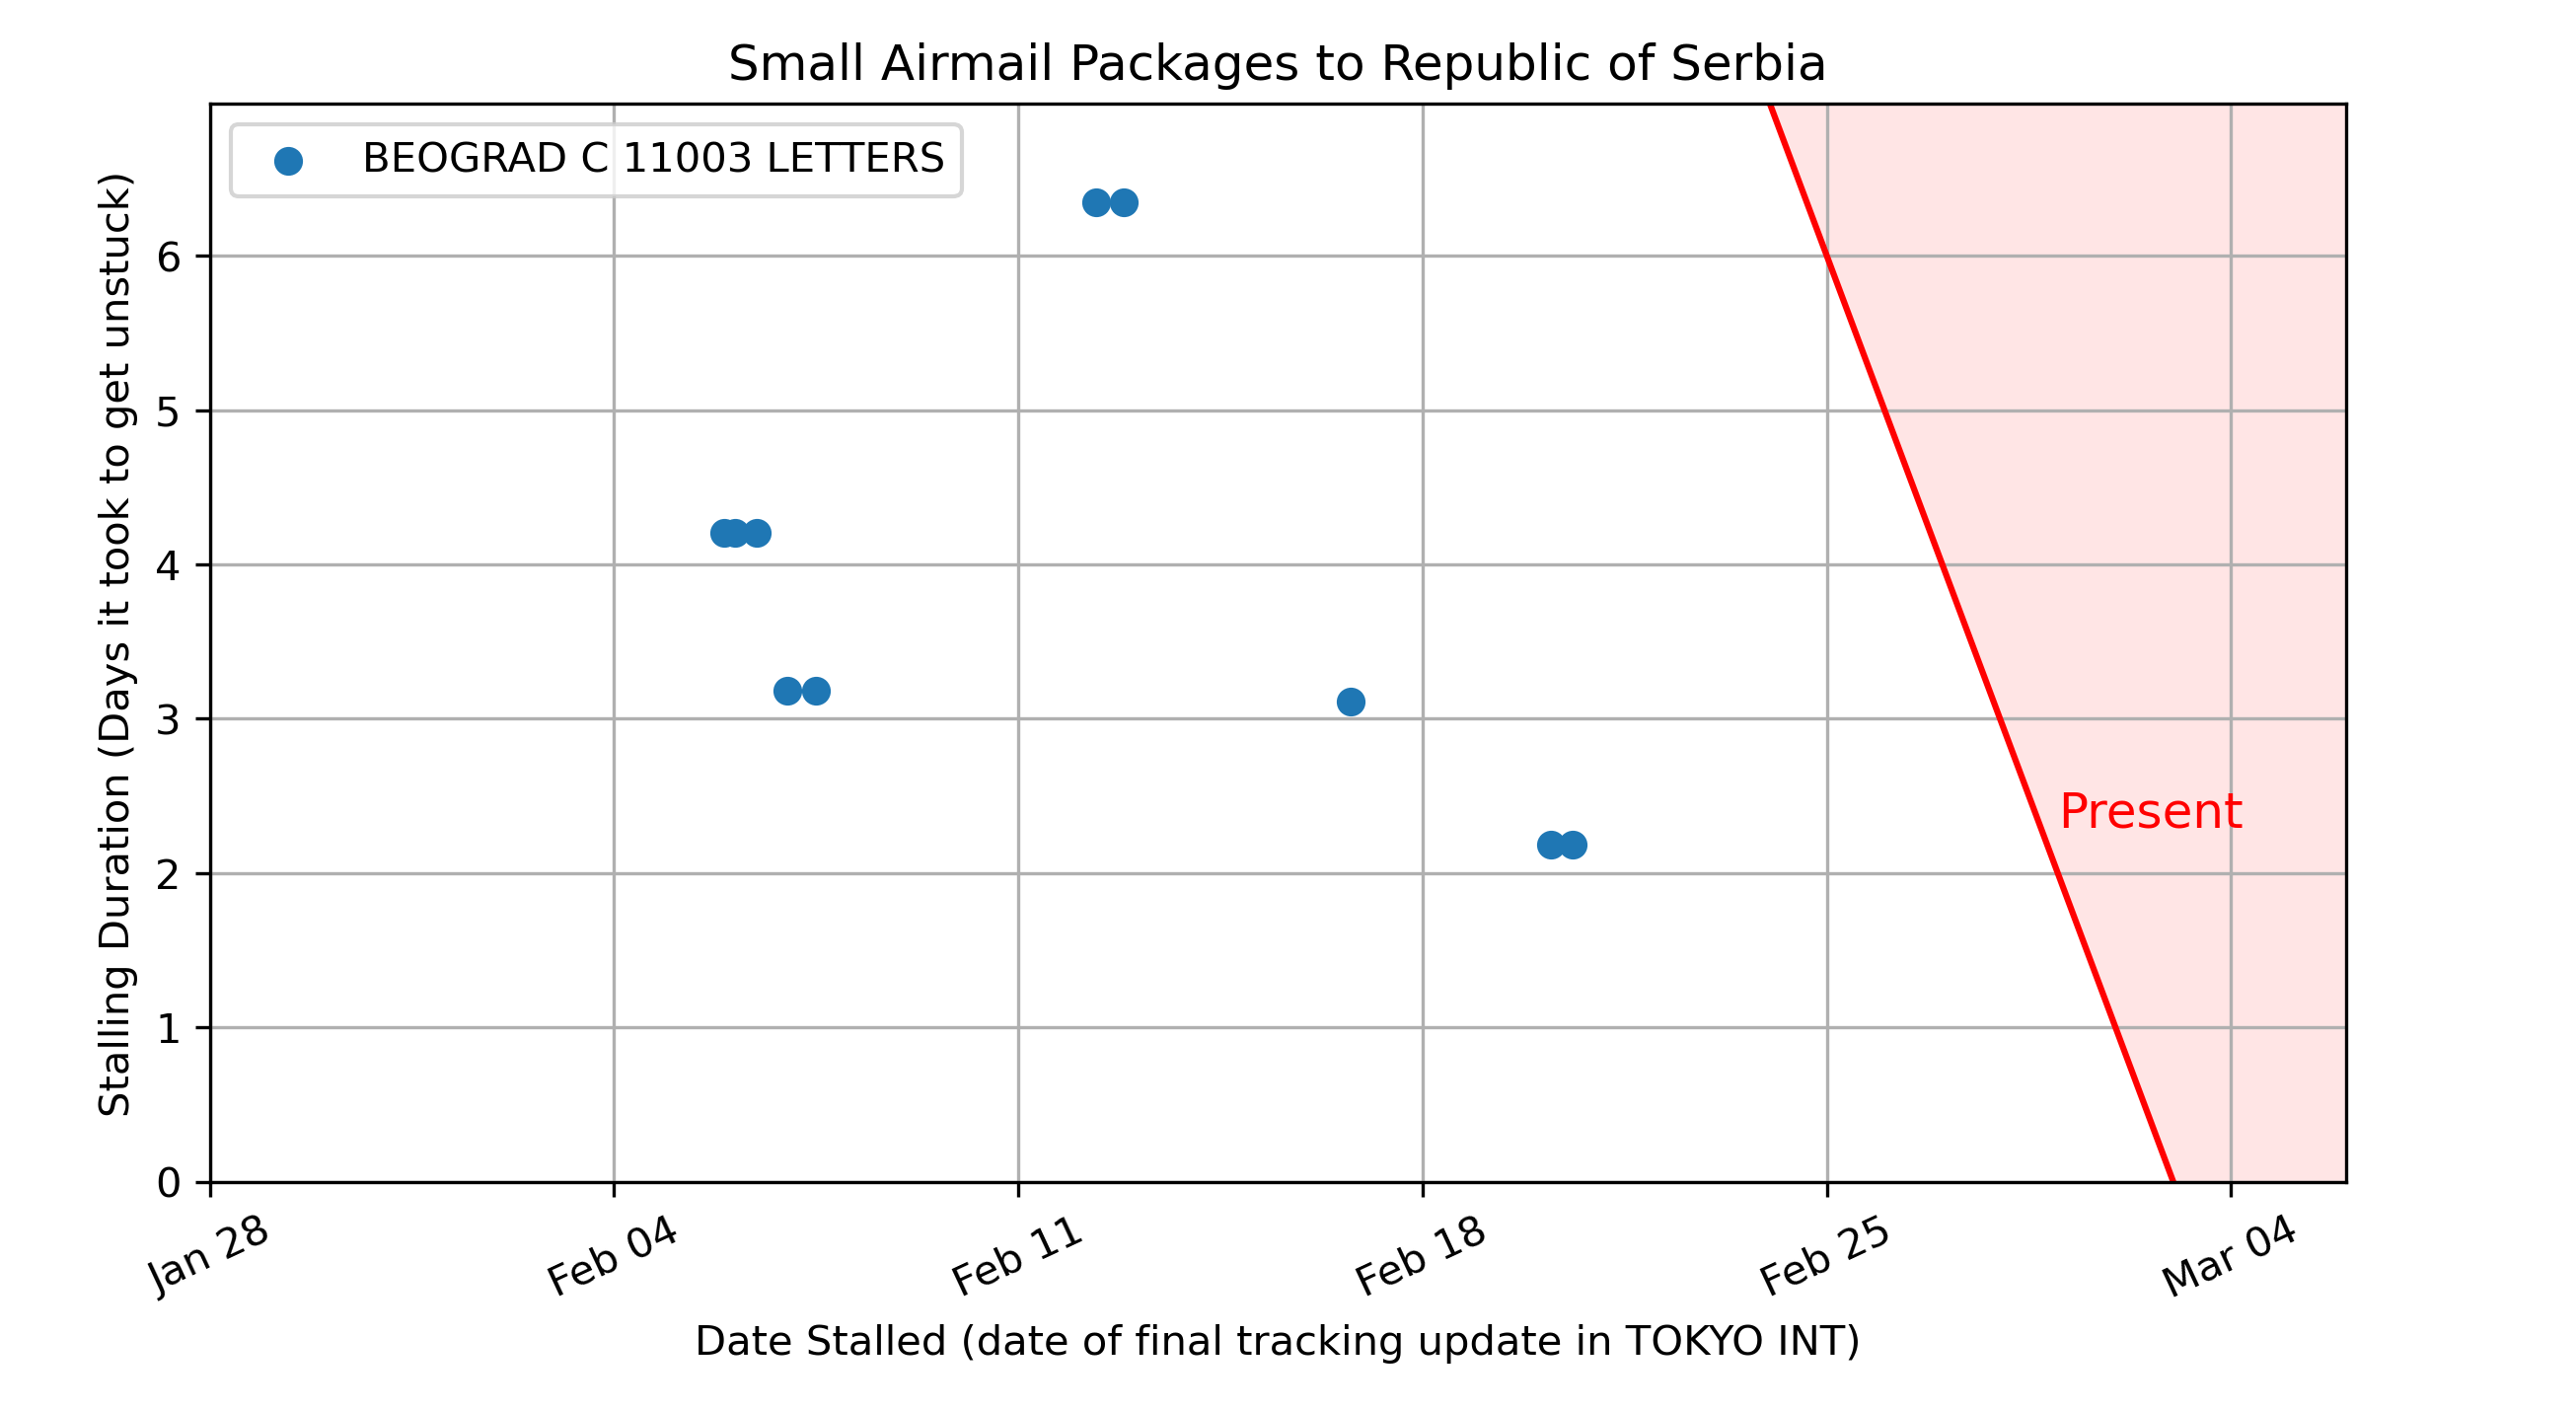 Small Airmail Packages to Republic of Serbia
BEOGRAD C 11003 LETTERS
Stalling Duration (Days it took to get unstuck)
6
5
4
3
2
1
0
Present
Jan 28
Feb 04
Feb 11
Feb 18
Feb 25
Mar 04
Date Stalled (date of final tracking update in TOKYO INT)